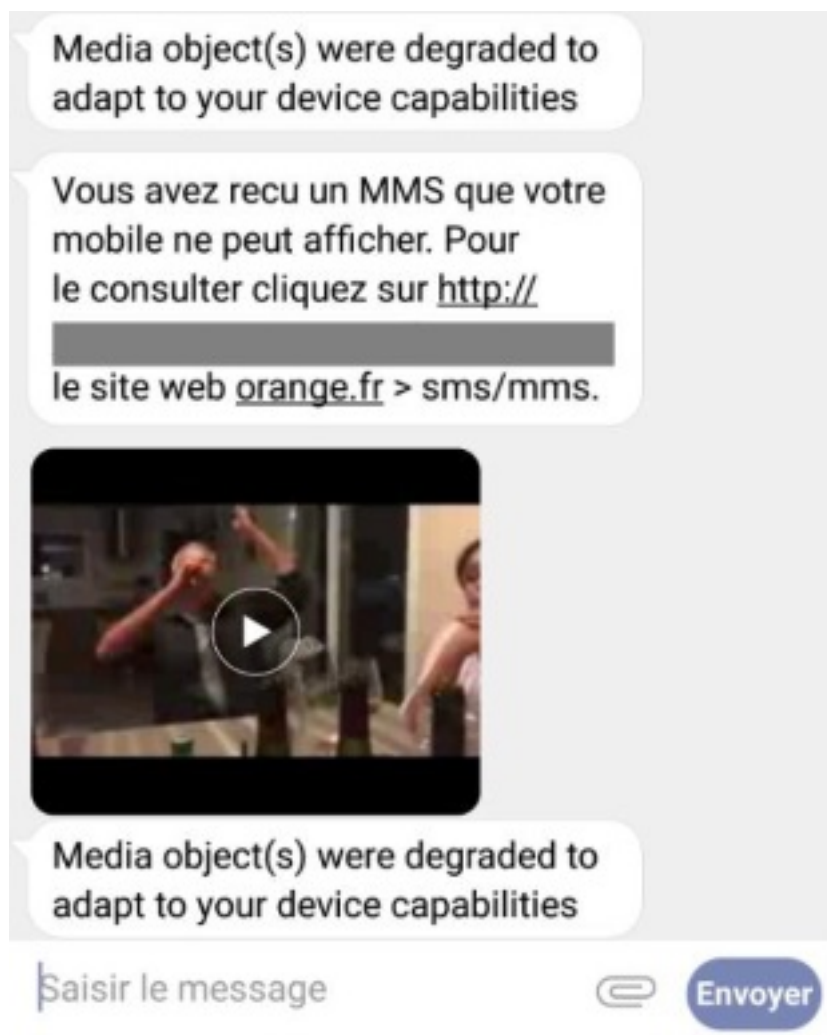 Media object(s) were degraded to
adapt to your device capabilities
Vous avez recu un MMS que votre
mobile ne peut afficher. Pour
le consulter cliquez sur http://
le site web orange.fr > sms/mms.
Media object(s) were degraded to
adapt to your device capabilities
Saisir le message
Envoyer